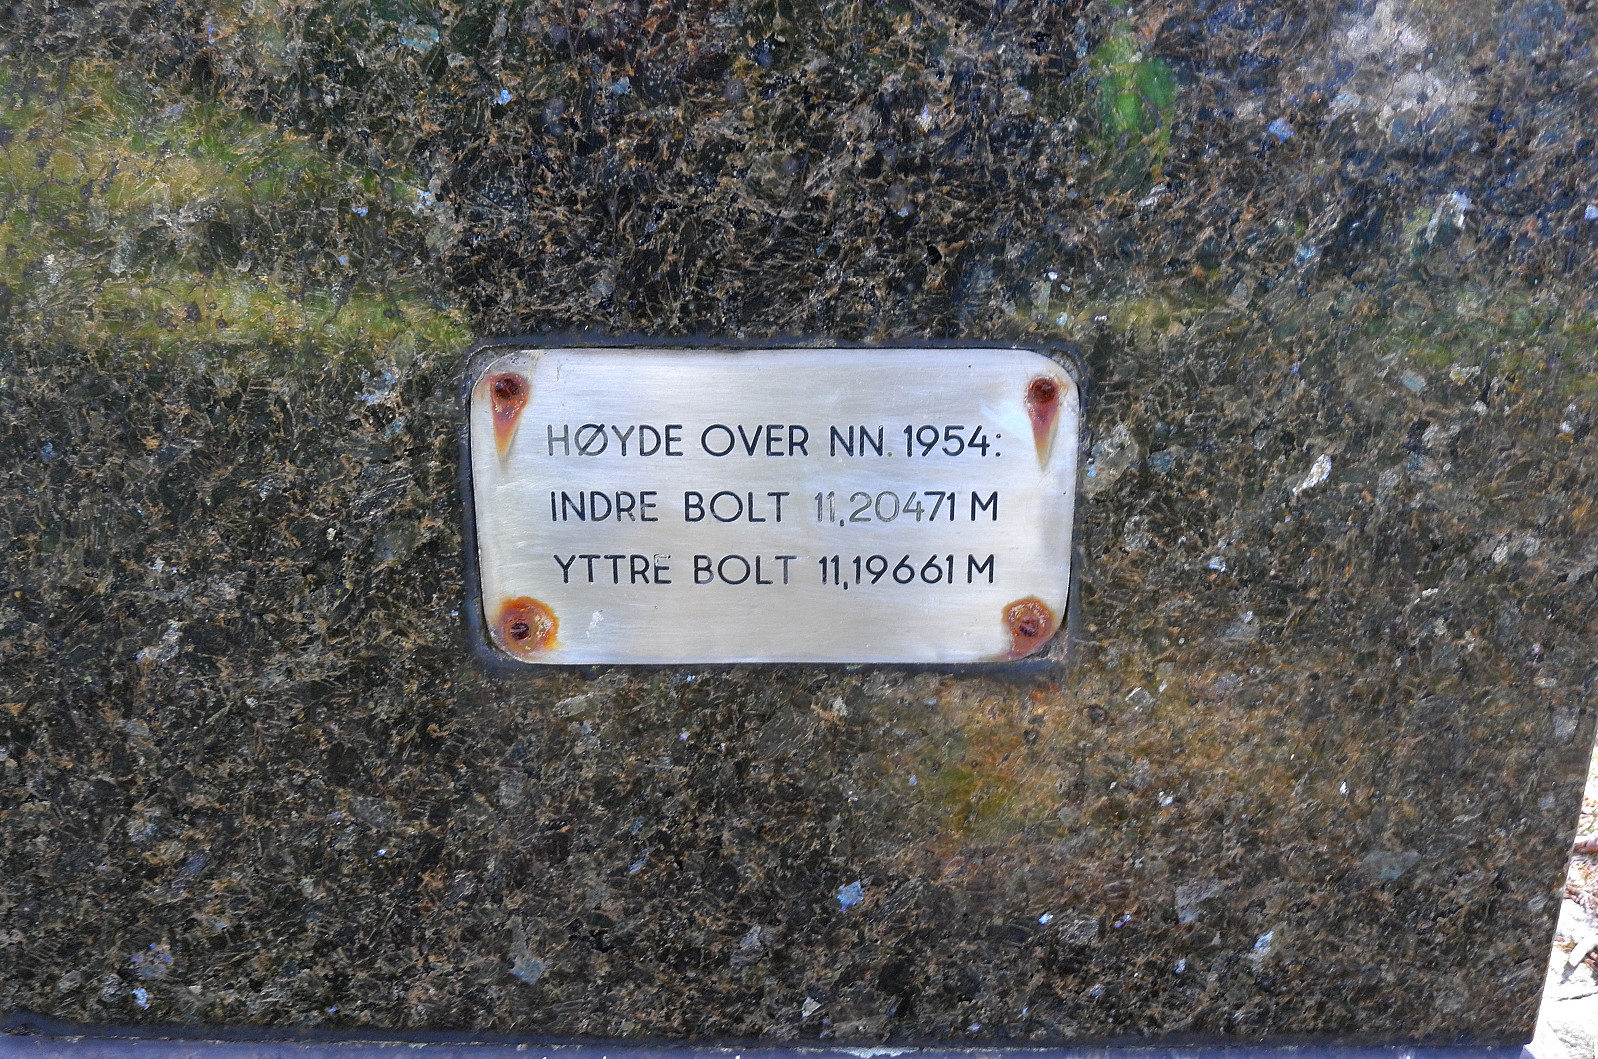 HØYDE OVER NN. 1954:
INDRE BOLT 11,20471 M
YTTRE BOLT 11,19661 M